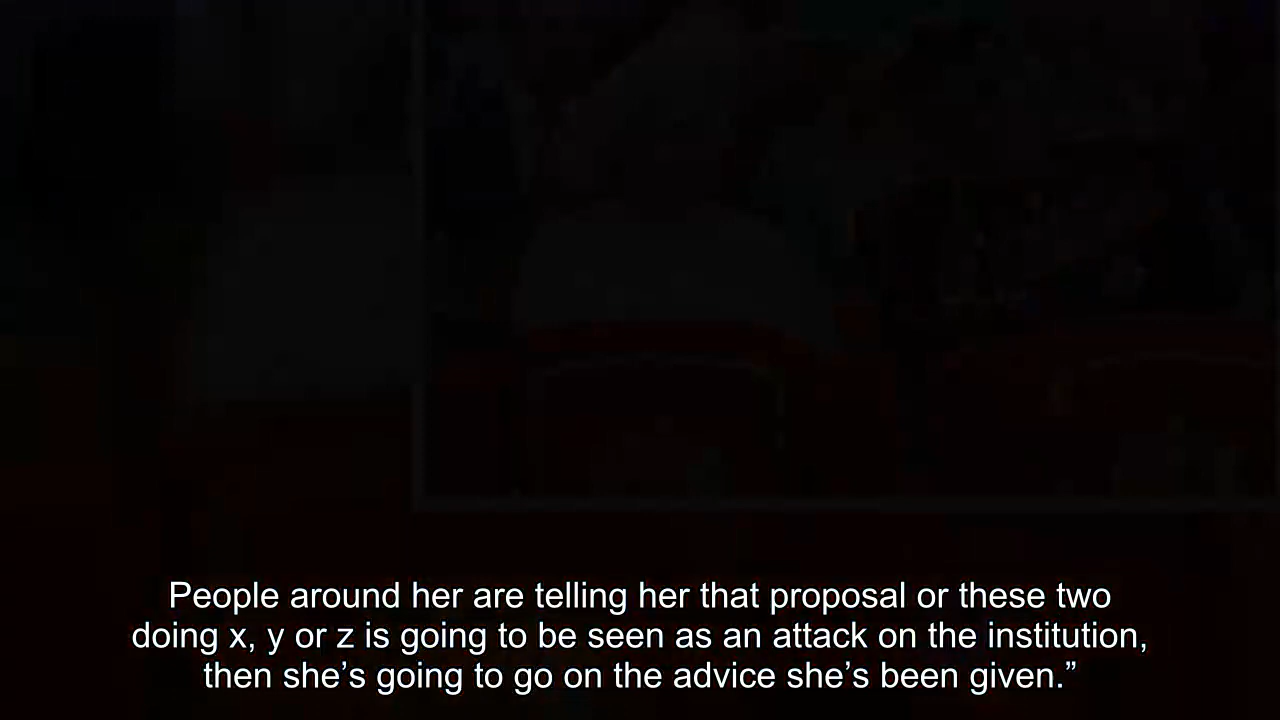 People around her are telling her that proposal or these two
doing x, y or z is going to be seen as an attack on the institution,
then she’s going to go on the advice she’s been given.”